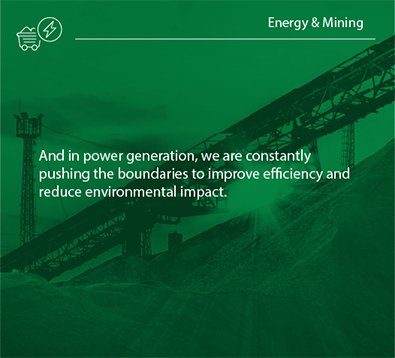 Energy & Mining
And in power generation, we are constantly
pushing the boundaries to improve efficiency and
reduce environmental impact.